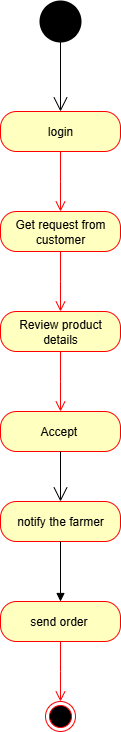 login
Get request from
customer
Review product
details
Accept
notify the farmer
send order